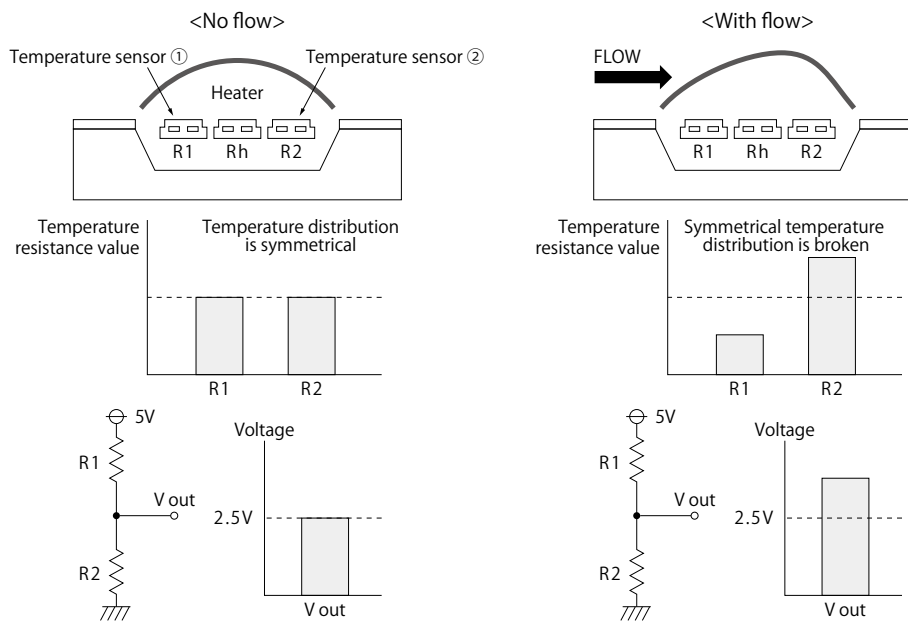 <No flow>
Temperature sensor ①
Temperature sensor ②
Heater
R1 Rh R2
Temperature
resistance value
Temperature distribution
is symmetrical
R1 R2
5V
R1
V out
R2
Voltage
2.5V
V out
<With flow>
FLOW
R1 Rh R2
Temperature
resistance value
Symmetrical temperature
distribution is broken
R1 R2
5V
R1
V out
R2
Voltage
2.5V
V out